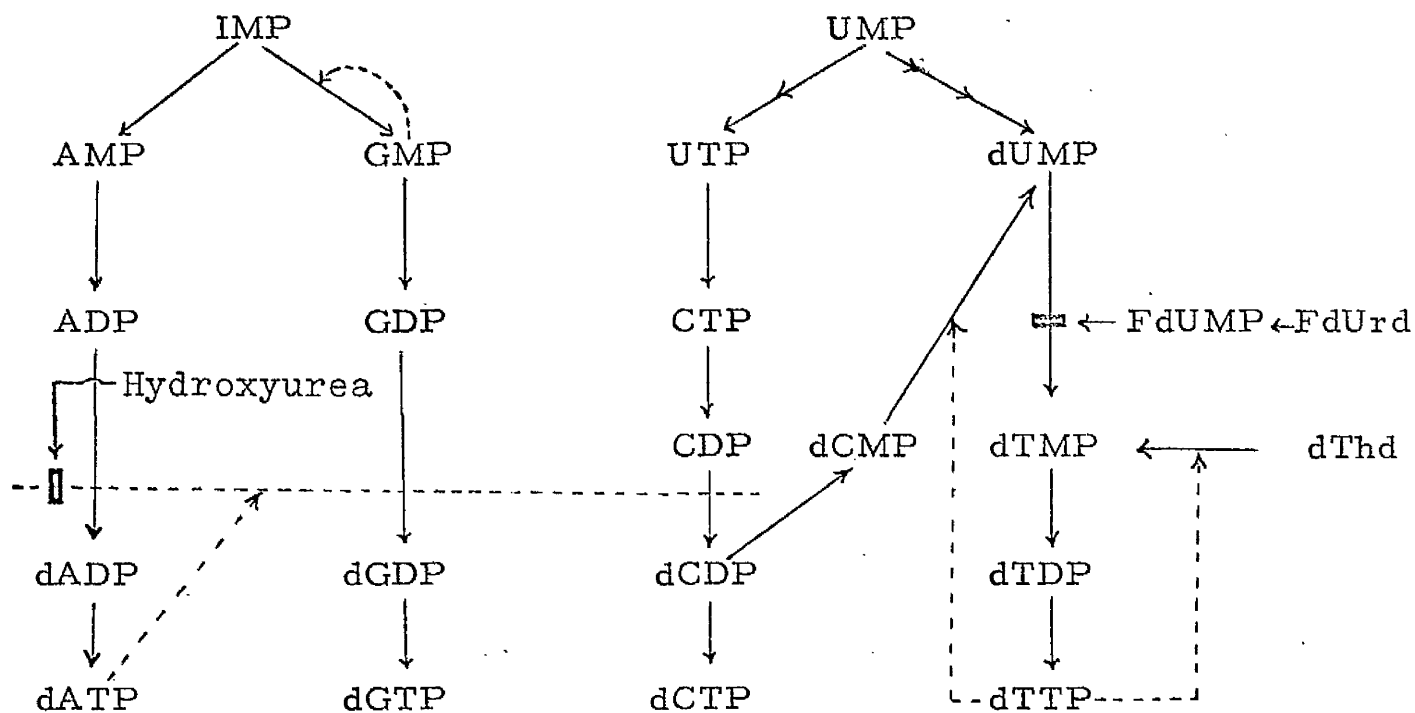 IMP UMP
AMP GMP UTP dUMP
ADP GDP CTP FdUMP FdUrd
Hydroxyurea
CDP dCMP dTMP dThd
dADP dGDP dCDP dTDP
dATP dGTP dCTP dTTP